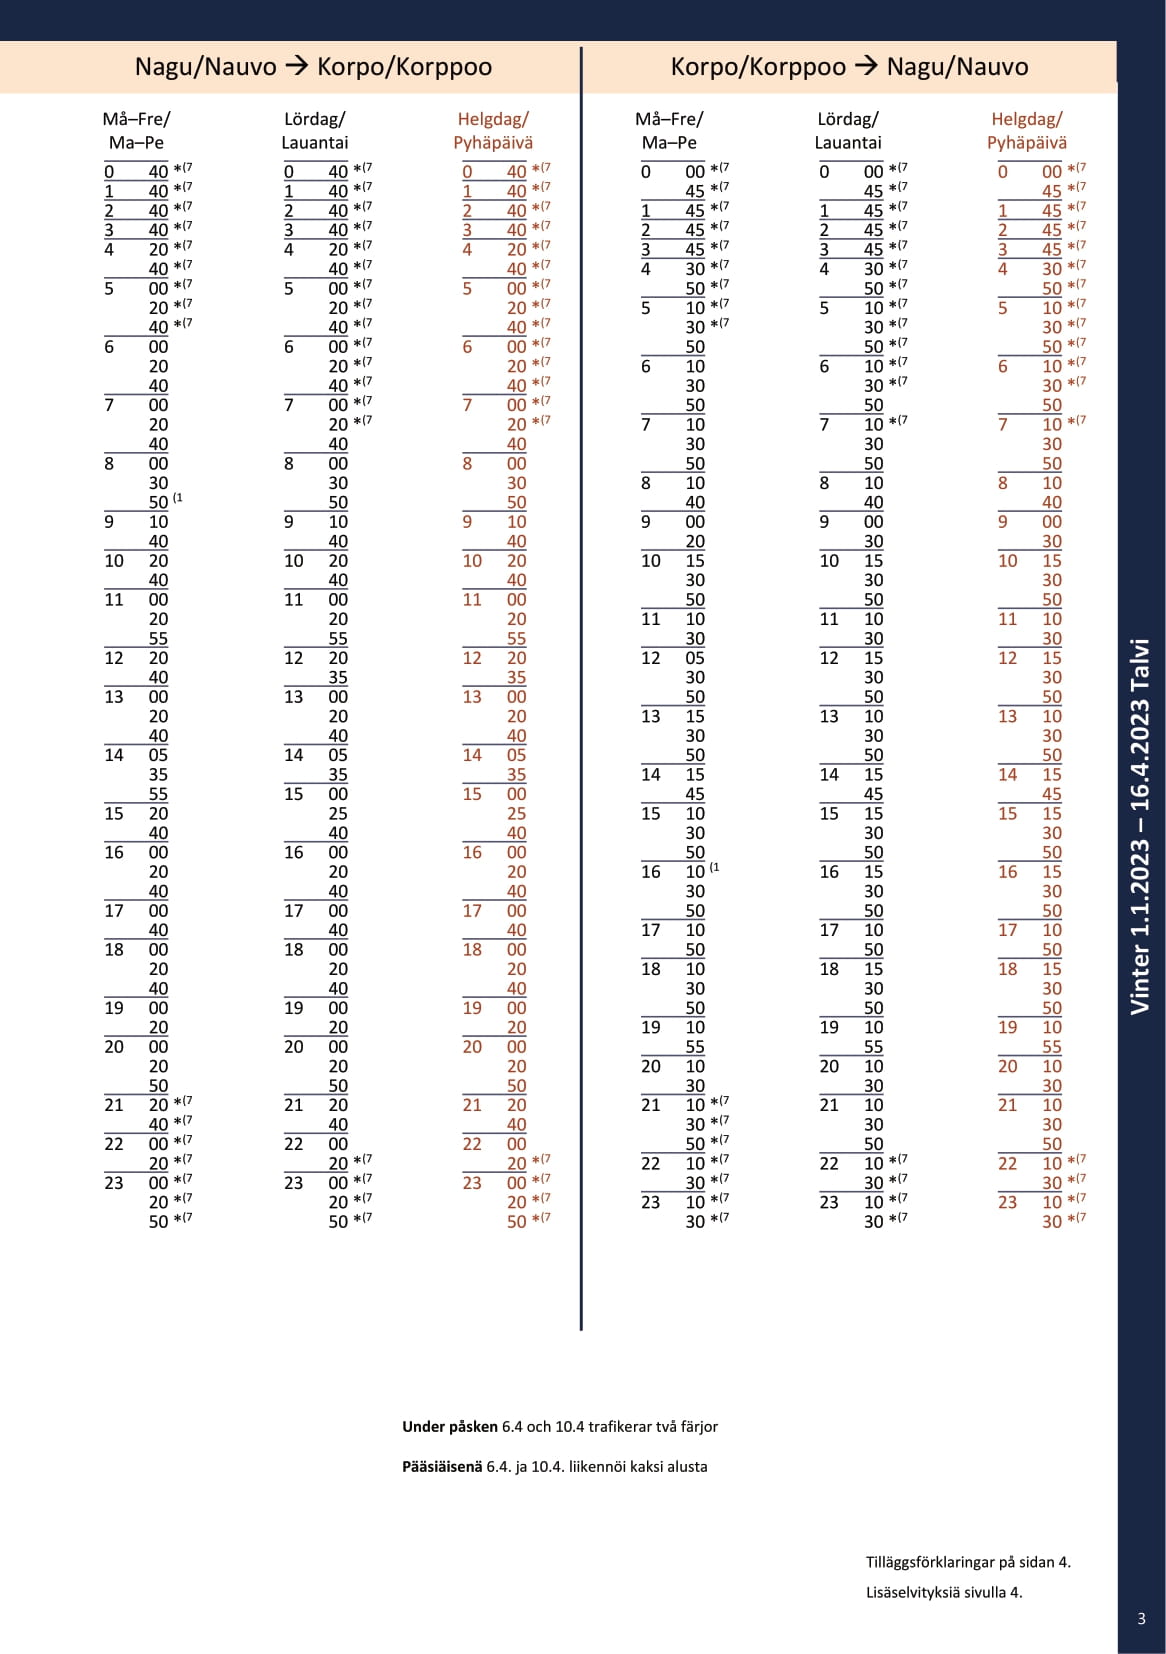 Nagu/Nauvo → Korpo/Korppoo Korpo/Korppoo → Nagu/Nauvo
Må–Fre/ Lördag/ Helgdag/ Må–Fre/ Lördag/ Helgdag/
Ma–Pe Lauantai Pyhäpäivä Ma–Pe Lauantai Pyhäpäivä
0 40 *(7 0 40 *(7 0 40 *(7 0 00 *(7 0 00 *(7 0 00 *(7
1 40 *(7 1 40 *(7 1 40 *(7 45 *(7 45 *(7 45 *(7
2 40 *(7 2 40 *(7 2 40 *(7 1 45 *(7 1 45 *(7 1 45 *(7
3 40 *(7 3 40 *(7 3 40 *(7 2 45 *(7 2 45 *(7 2 45 *(7
4 20 *(7 4 20 *(7 4 20 *(7 3 45 *(7 3 45 *(7 3 45 *(7
40 *(7 40 *(7 40 *(7 4 30 *(7 4 30 *(7 4 30 *(7
5 00 *(7 5 00 *(7 5 00 *(7 50 *(7 50 *(7 50 *(7
20 *(7 20 *(7 20 *(7 5 10 *(7 5 10 *(7 5 10 *(7
40 *(7 40 *(7 40 *(7 30 *(7 30 *(7 30 *(7
6 00 6 00 *(7 6 00 *(7 50 50 *(7 50 *(7
20 20 *(7 20 *(7 6 10 6 10 *(7 6 10 *(7
40 40 *(7 40 *(7 30 30 *(7 30 *(7
7 00 7 00 *(7 7 00 *(7 50 50 50
20 20 *(7 20 *(7 7 10 7 10 *(7 7 10 *(7
40 40 40 30 30 30
8 00 8 00 8 00 50 50 50
30 30 30 8 10 8 10 8 10
50 (1 50 50 40 40 40
9 10 9 10 9 10 9 00 9 00 9 00
40 40 40 20 30 30
10 20 10 20 10 20 10 15 10 15 10 15
40 40 40 30 30 30
11 00 11 00 11 00 50 50 50
20 20 20 11 10 11 10 11 10
55 55 55 30 30 30
12 20 12 20 12 20 12 05 12 15 12 15
40 35 35 30 30 30
13 00 13 00 13 00 50 50 50
20 20 20 13 15 13 10 13 10
40 40 40 30 30 30
14 05 14 05 14 05 50 50 50
35 35 35 14 15 14 15 14 15
55 15 00 15 00 45 45 45
15 20 25 25 15 10 15 15 15 15
40 40 40 30 30 30
16 00 16 00 16 00 50 50 50
20 20 20 16 10 (1 16 15 16 15
40 40 40 30 30 30
17 00 17 00 17 00 50 50 50
40 40 40 17 10 17 10 17 10
18 00 18 00 18 00 50 50 50
20 20 20 18 10 18 15 18 15
40 40 40 30 30 30
19 00 19 00 19 00 50 50 50
20 20 20 19 10 19 10 19 10
20 00 20 00 20 00 55 55 55
20 20 20 20 10 20 10 20 10
50 50 50 30 30 30
21 20 *(7 21 20 21 20 21 10 *(7 21 10 21 10
40 *(7 40 40 30 *(7 30 30
22 00 *(7 22 00 22 00 50 *(7 50 50
20 *(7 20 *(7 20 *(7 22 10 *(7 22 10 *(7 22 10 *(7
23 00 *(7 23 00 *(7 23 00 *(7 30 *(7 30 *(7 30 *(7
20 *(7 20 *(7 20 *(7 23 10 *(7 23 10 *(7 23 10 *(7
50 *(7 50 *(7 50 *(7 30 *(7 30 *(7 30 *(7
Vinter 1.1.2023 – 16.4.2023 Talvi
Under påsken 6.4 och 10.4 trafikerar två färjor
Pääsiäisenä 6.4. ja 10.4. liikennöi kaksi alusta
Tilläggsförklaringar på sidan 4.
Lisäselvityksiä sivulla 4.
3